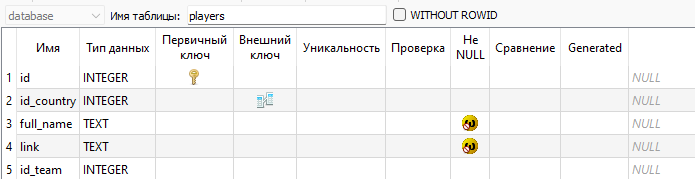 database Имя таблицы: players WITHOUT ROWID
Имя Тип данных Первичный ключ Внешний ключ Уникальность Проверка Не NULL Сравнение Generated
1 id INTEGER NULL
2 id_country INTEGER NULL
3 full_name TEXT NULL
4 link TEXT NULL
5 id_team INTEGER NULL